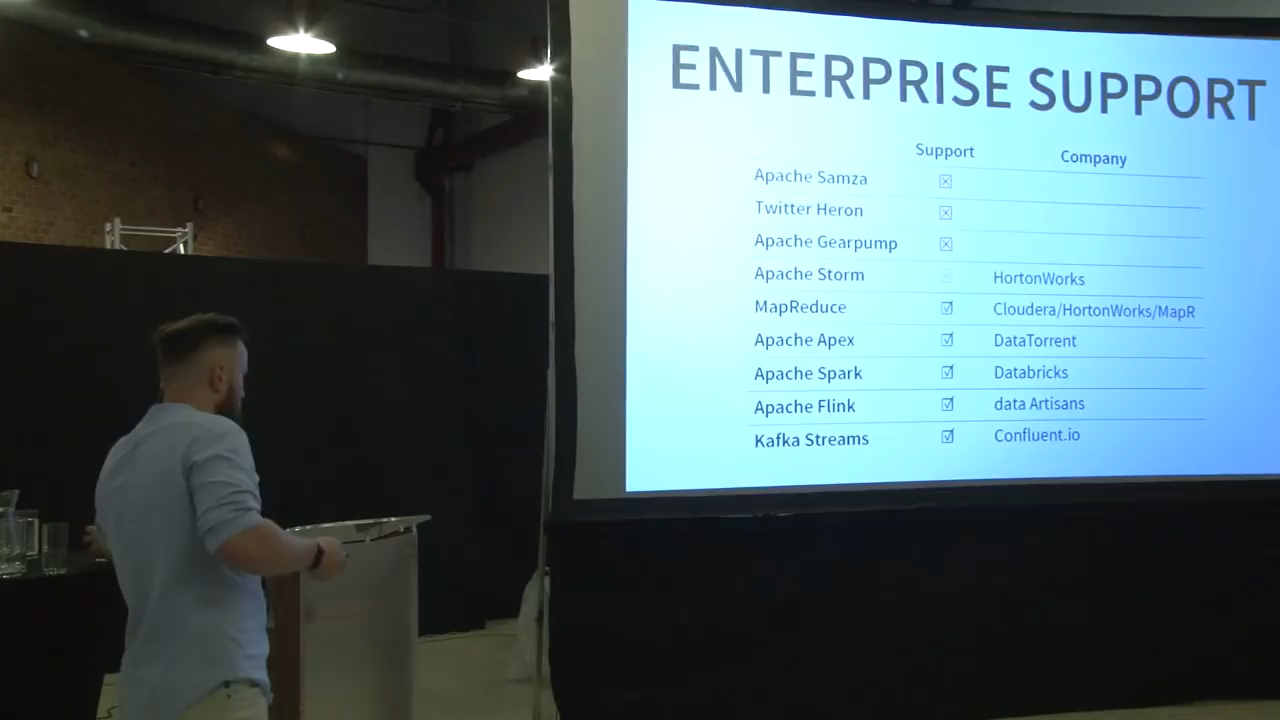 ENTERPRISE SUPPORT
Support Company
Apache Samza ☒
Twitter Heron ☒
Apache Gearpump ☒
Apache Storm ☑ HortonWorks
MapReduce ☑ Cloudera/HortonWorks/MapR
Apache Apex ☑ DataTorrent
Apache Spark ☑ Databricks
Apache Flink ☑ data Artisans
Kafka Streams ☑ Confluent.io